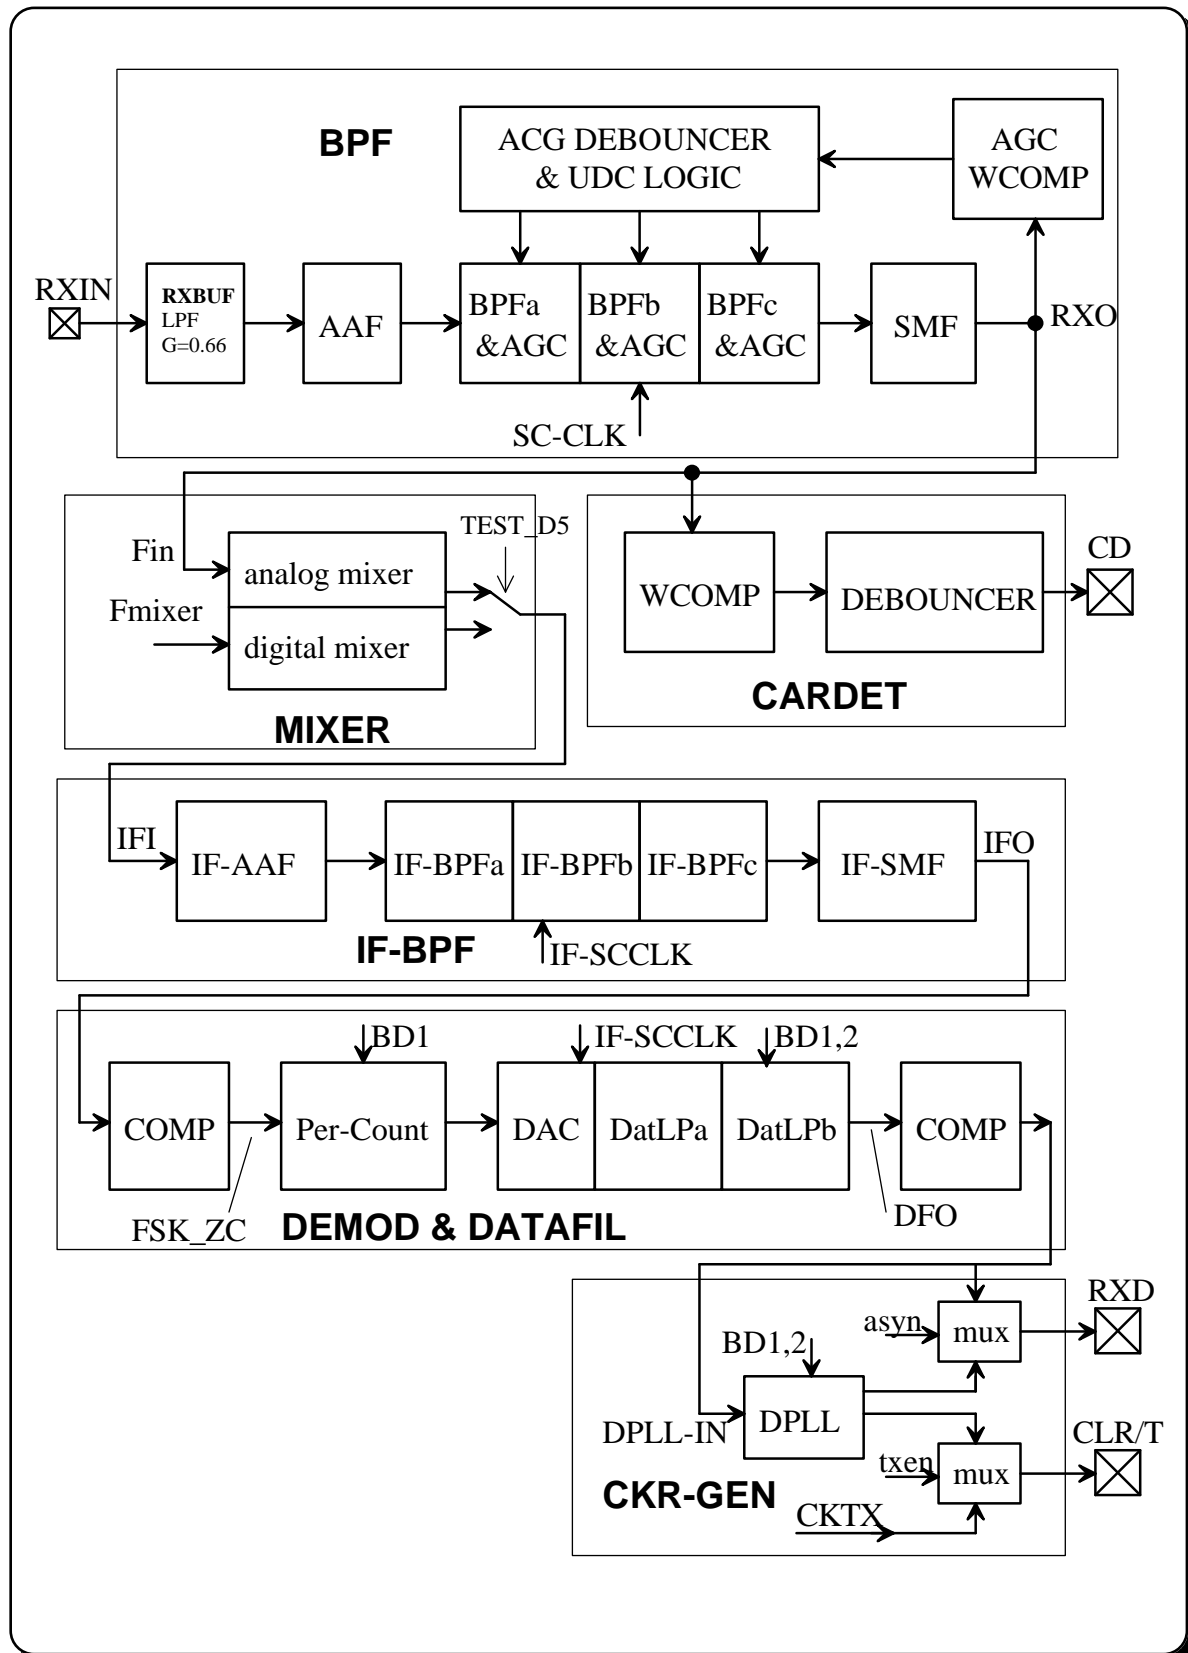 BPF
ACG DEBOUNCER
& UDC LOGIC
AGC
WCOMP
RXIN
RXBUF
LPF
G=0.66
AAF
BPFa
&AGC
BPFb
&AGC
BPFc
&AGC
SMF
RXO
SC-CLK
TEST_D5
Fin
analog mixer
Fmixer
digital mixer
MIXER
WCOMP
DEBOUNCER
CD
CARDET
IFI
IF-AAF
IF-BPFa
IF-BPFb
IF-BPFc
IF-SMF
IFO
IF-BPF
IF-SCCLK
BD1
IF-SCCLK
BD1,2
COMP
Per-Count
DAC
DatLPa
DatLPb
COMP
FSK_ZC
DEMOD & DATAFIL
DFO
RXD
asyn
mux
BD1,2
DPLL-IN
DPLL
CLR/T
txen
mux
CKR-GEN
CKTX